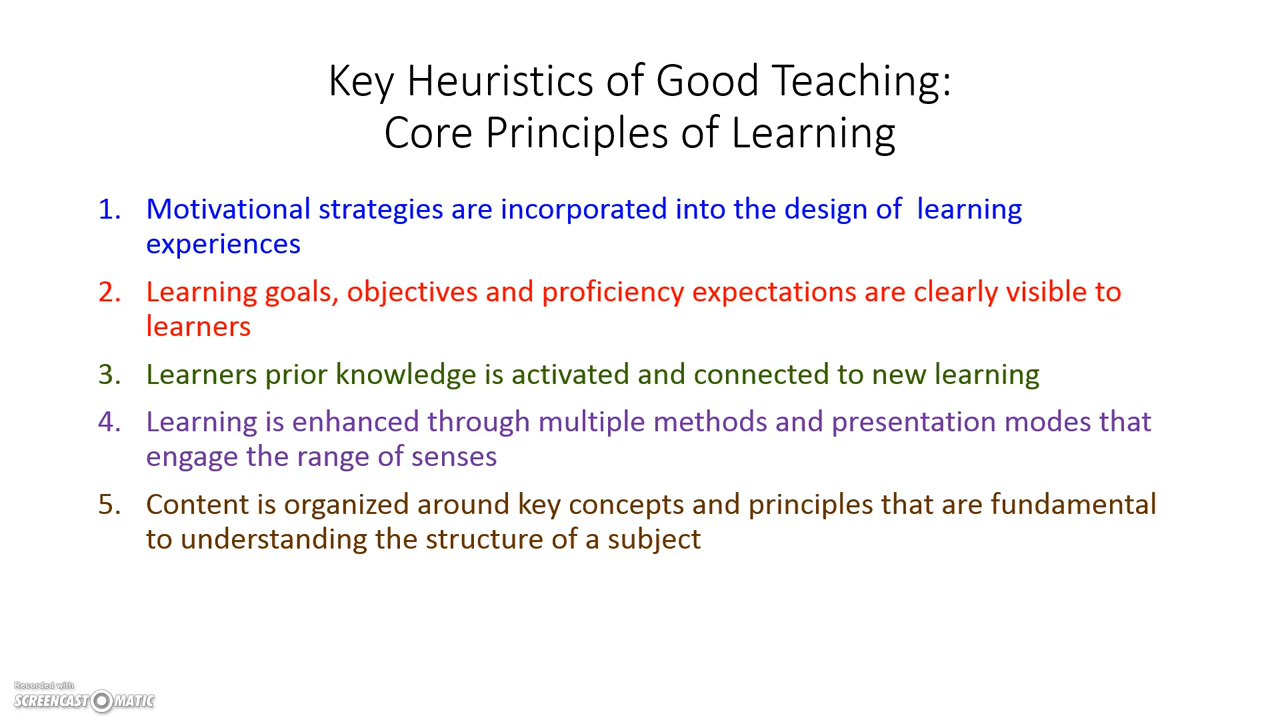 Key Heuristics of Good Teaching:
Core Principles of Learning
1. Motivational strategies are incorporated into the design of  learning
experiences
2. Learning goals, objectives and proficiency expectations are clearly visible to
learners
3. Learners prior knowledge is activated and connected to new learning
4. Learning is enhanced through multiple methods and presentation modes that
engage the range of senses
5. Content is organized around key concepts and principles that are fundamental
to understanding the structure of a subject
Recorded with
SCREENCAST MATIC